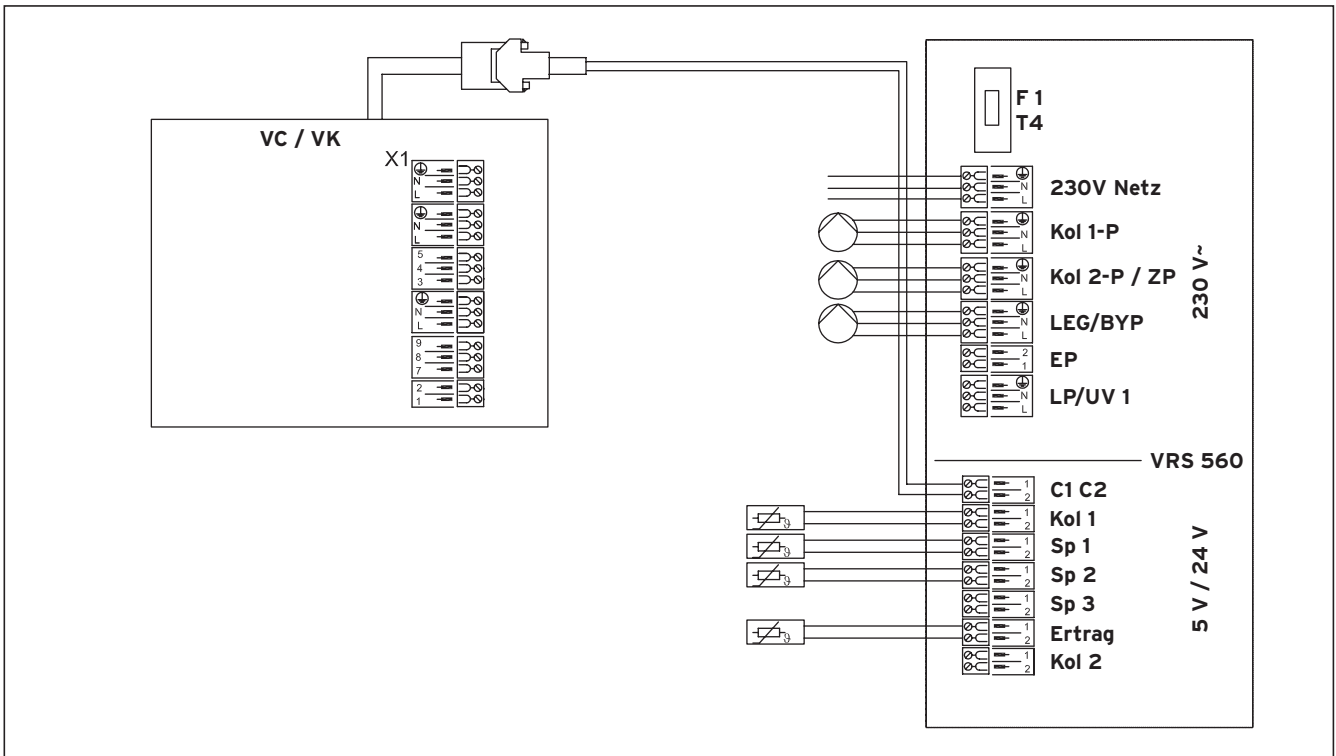 VC / VK
X1
N
L
N
L
5
4
3
N
L
9
8
7
2
1
F 1
T4
N
L
230V Netz
N
L
Kol 1-P
N
L
Kol 2-P / ZP
N
L
LEG/BYP
2
1
EP
N
L
LP/UV 1
230 V~
VRS 560
1
2
C1 C2
1
2
Kol 1
1
2
Sp 1
1
2
Sp 2
1
2
Sp 3
1
2
Ertrag
1
2
Kol 2
5 V / 24 V
ϑ
ϑ
ϑ
ϑ